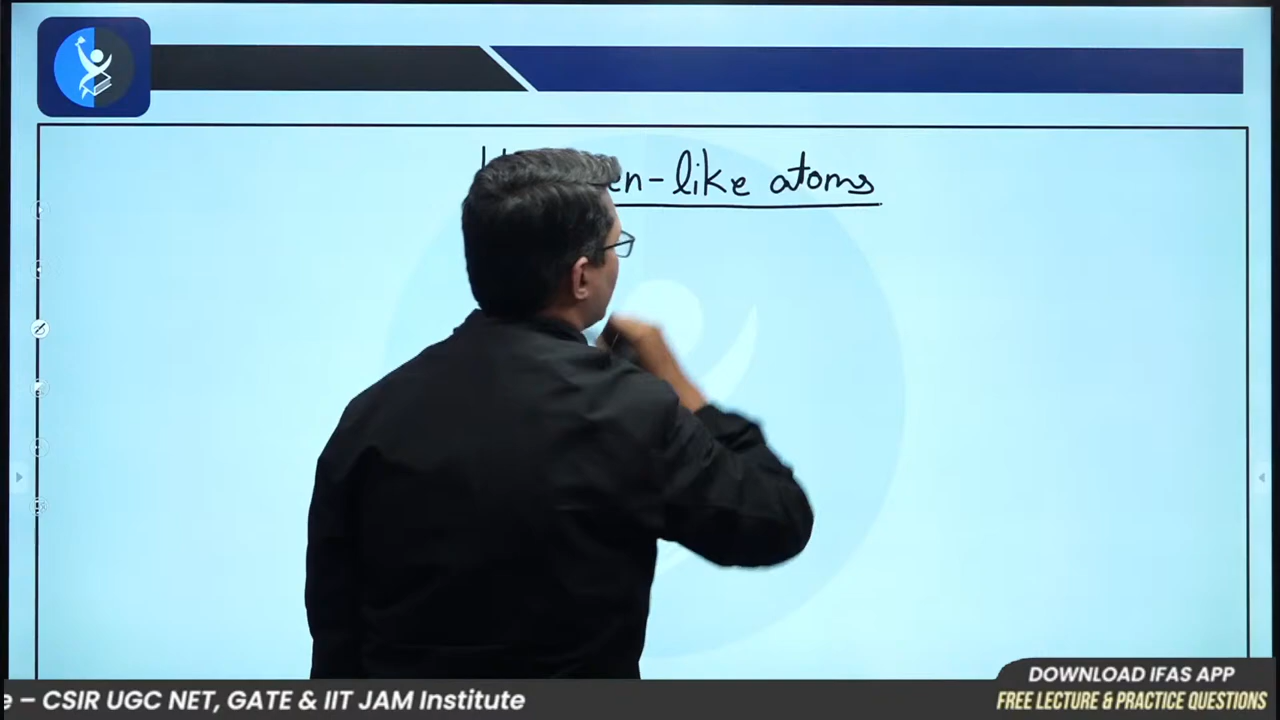 en-like atoms
e – CSIR UGC NET, GATE & IIT JAM Institute
DOWNLOAD IFAS APP
FREE LECTURE & PRACTICE QUESTIONS